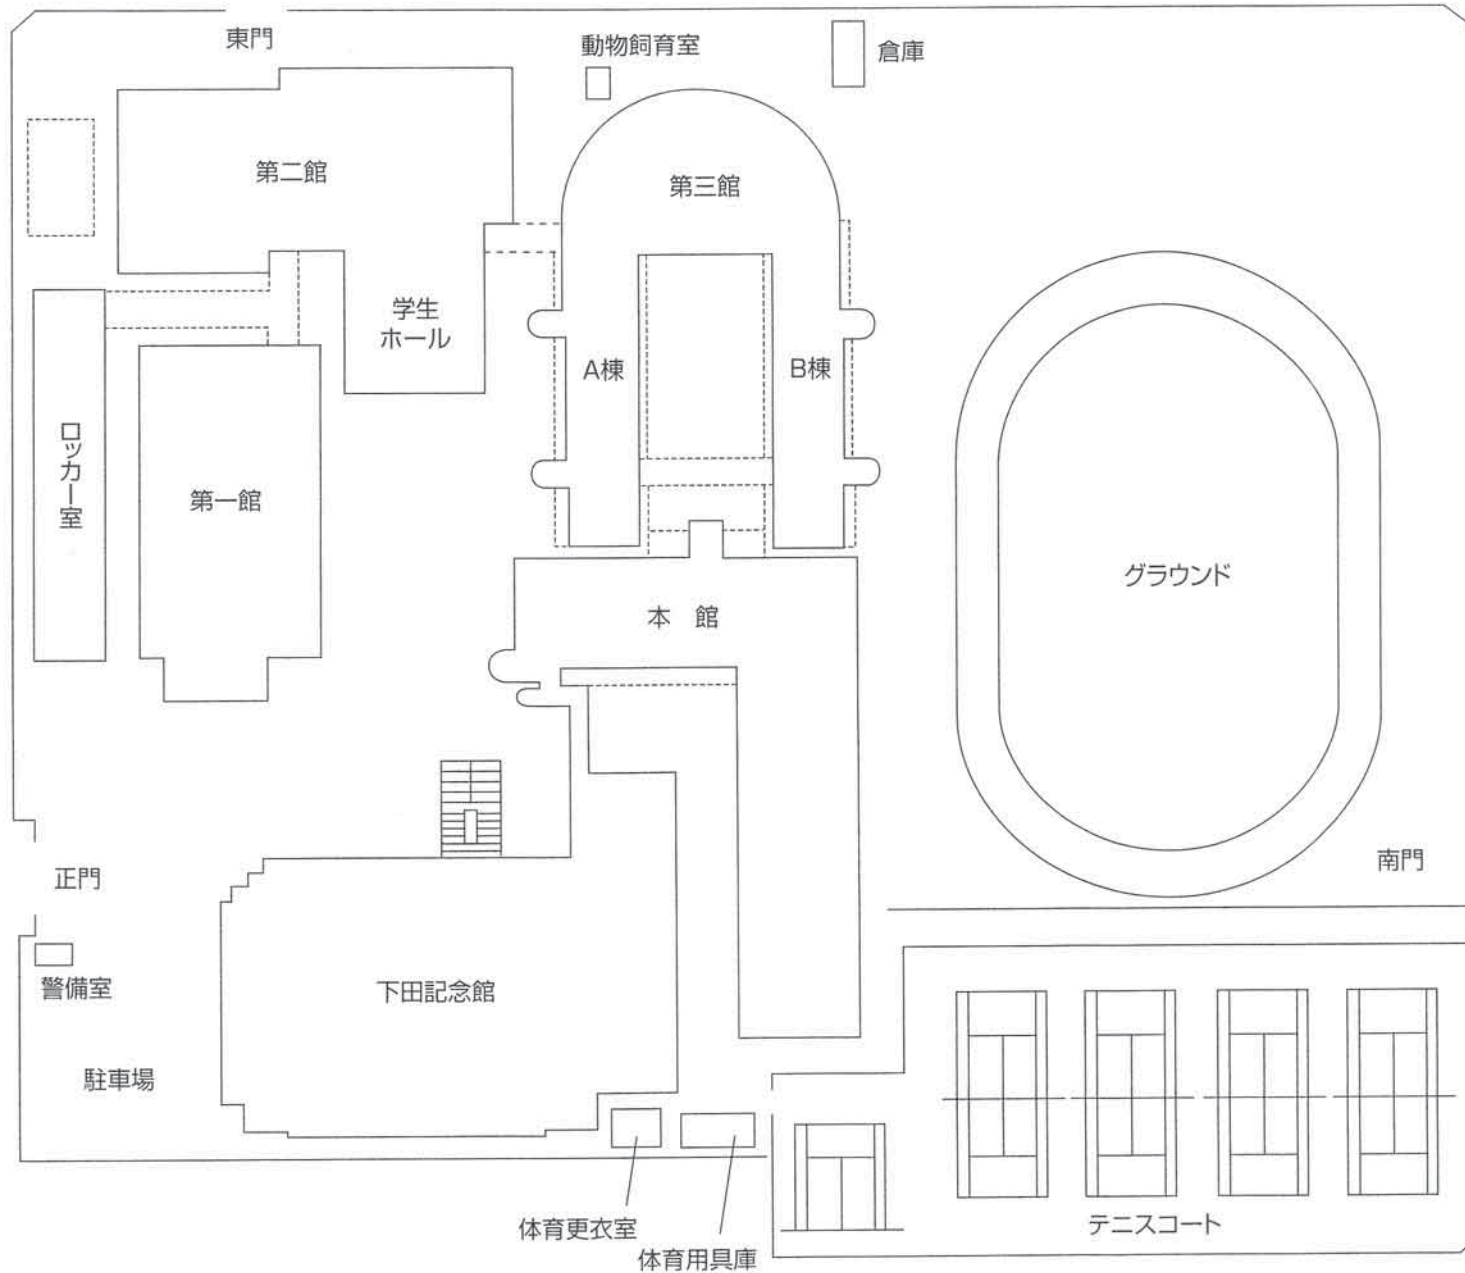 東門
動物飼育室
倉庫
第二館
第三館
学生
ホール
A棟
B棟
ロッカー室
第一館
グラウンド
本　館
正門
南門
警備室
下田記念館
駐車場
体育更衣室
体育用具庫
テニスコート